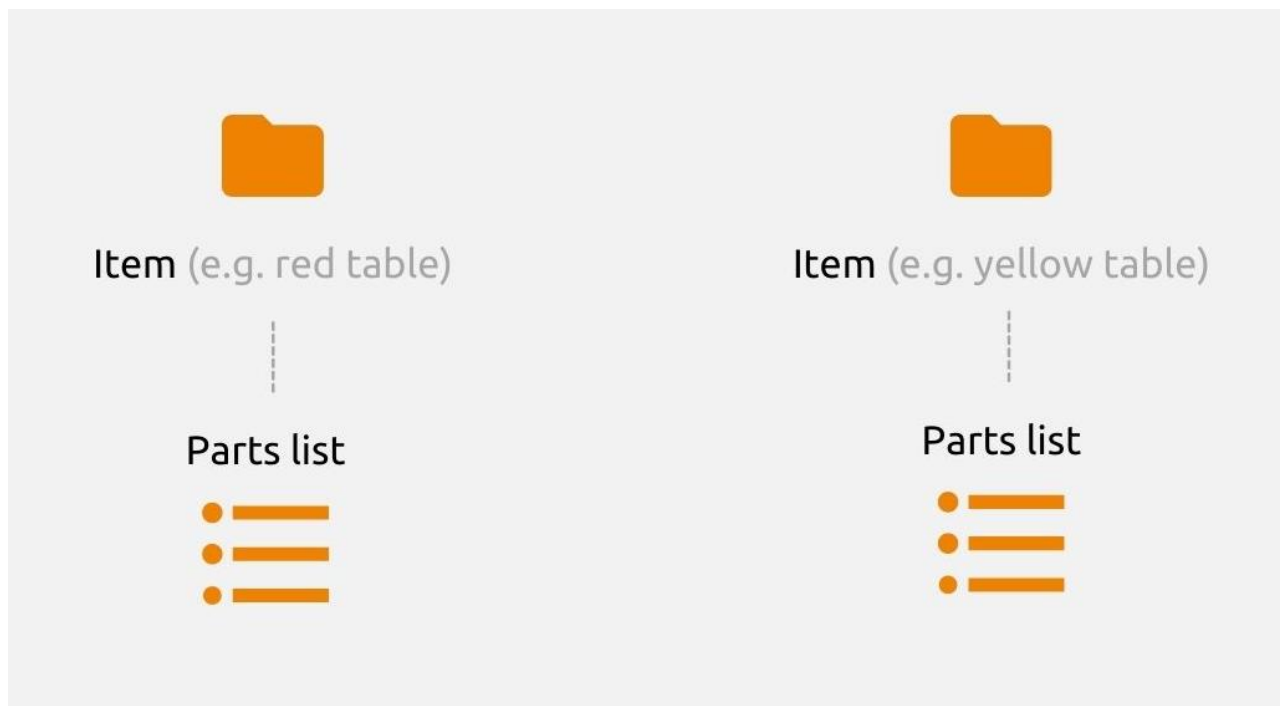 Item (e.g. red table)
Parts list
Item (e.g. yellow table)
Parts list